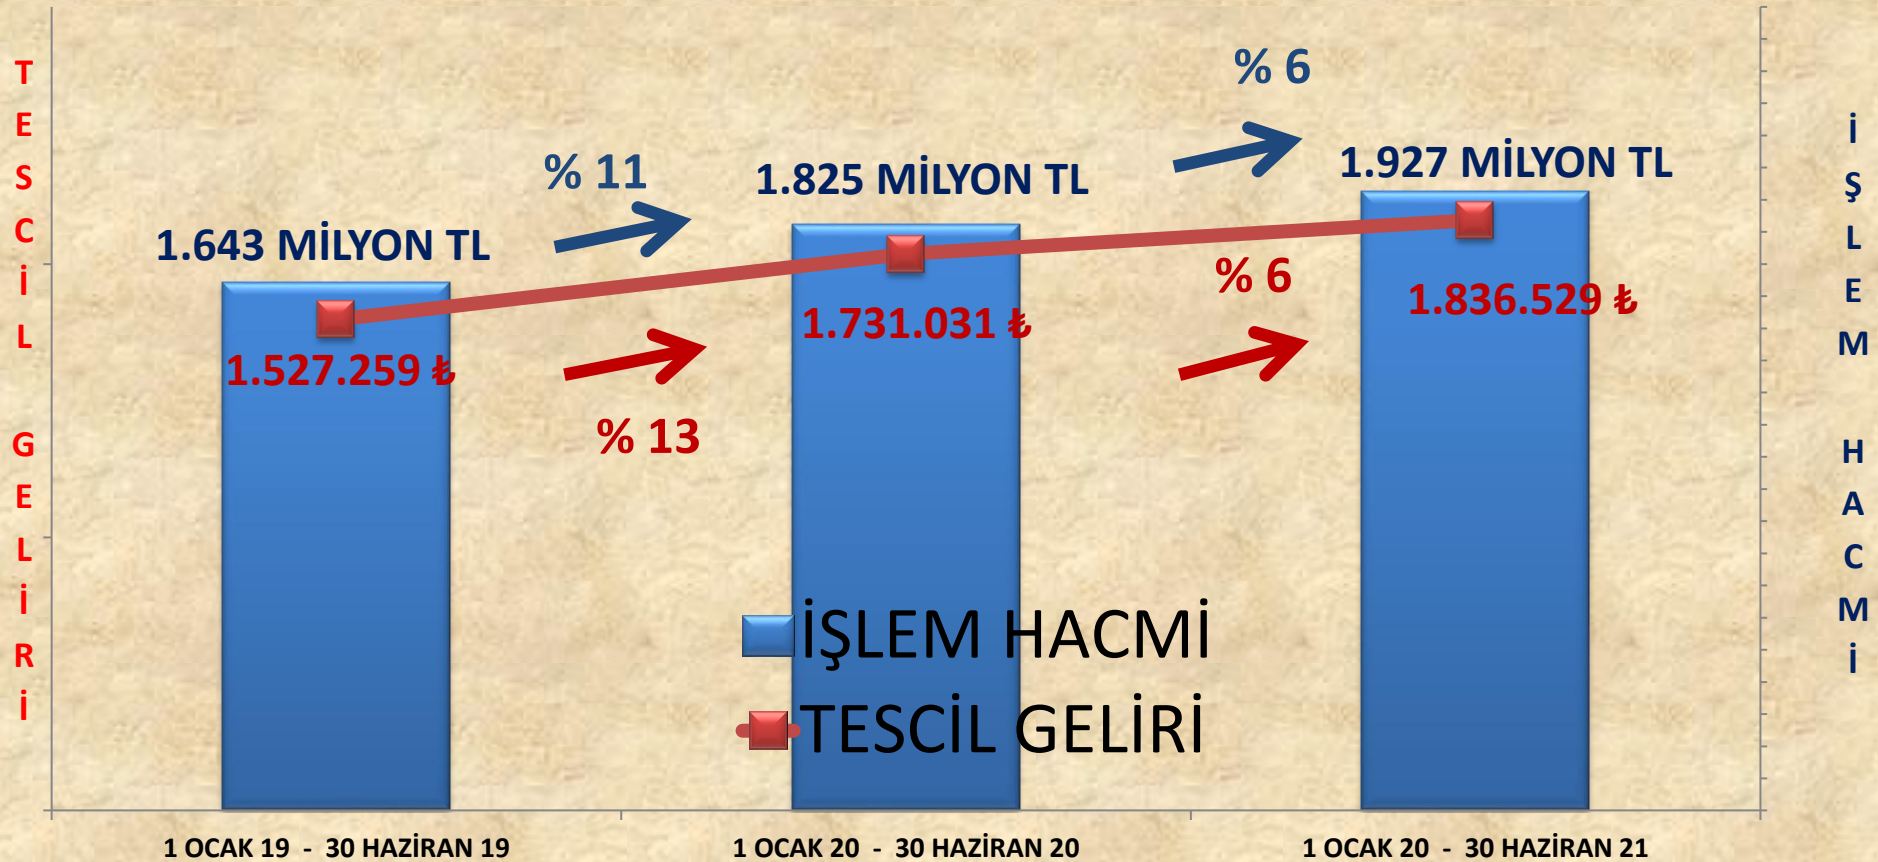 TESCİL GELİRİ
% 6
% 11
1.825 MİLYON TL
1.927 MİLYON TL
1.643 MİLYON TL
% 6
1.836.529 ₺
1.731.031 ₺
1.527.259 ₺
% 13
İŞLEM HACMİ
TESCİL GELİRİ
İŞLEM HACMİ
1 OCAK 19 - 30 HAZİRAN 19
1 OCAK 20 - 30 HAZİRAN 20
1 OCAK 20 - 30 HAZİRAN 21